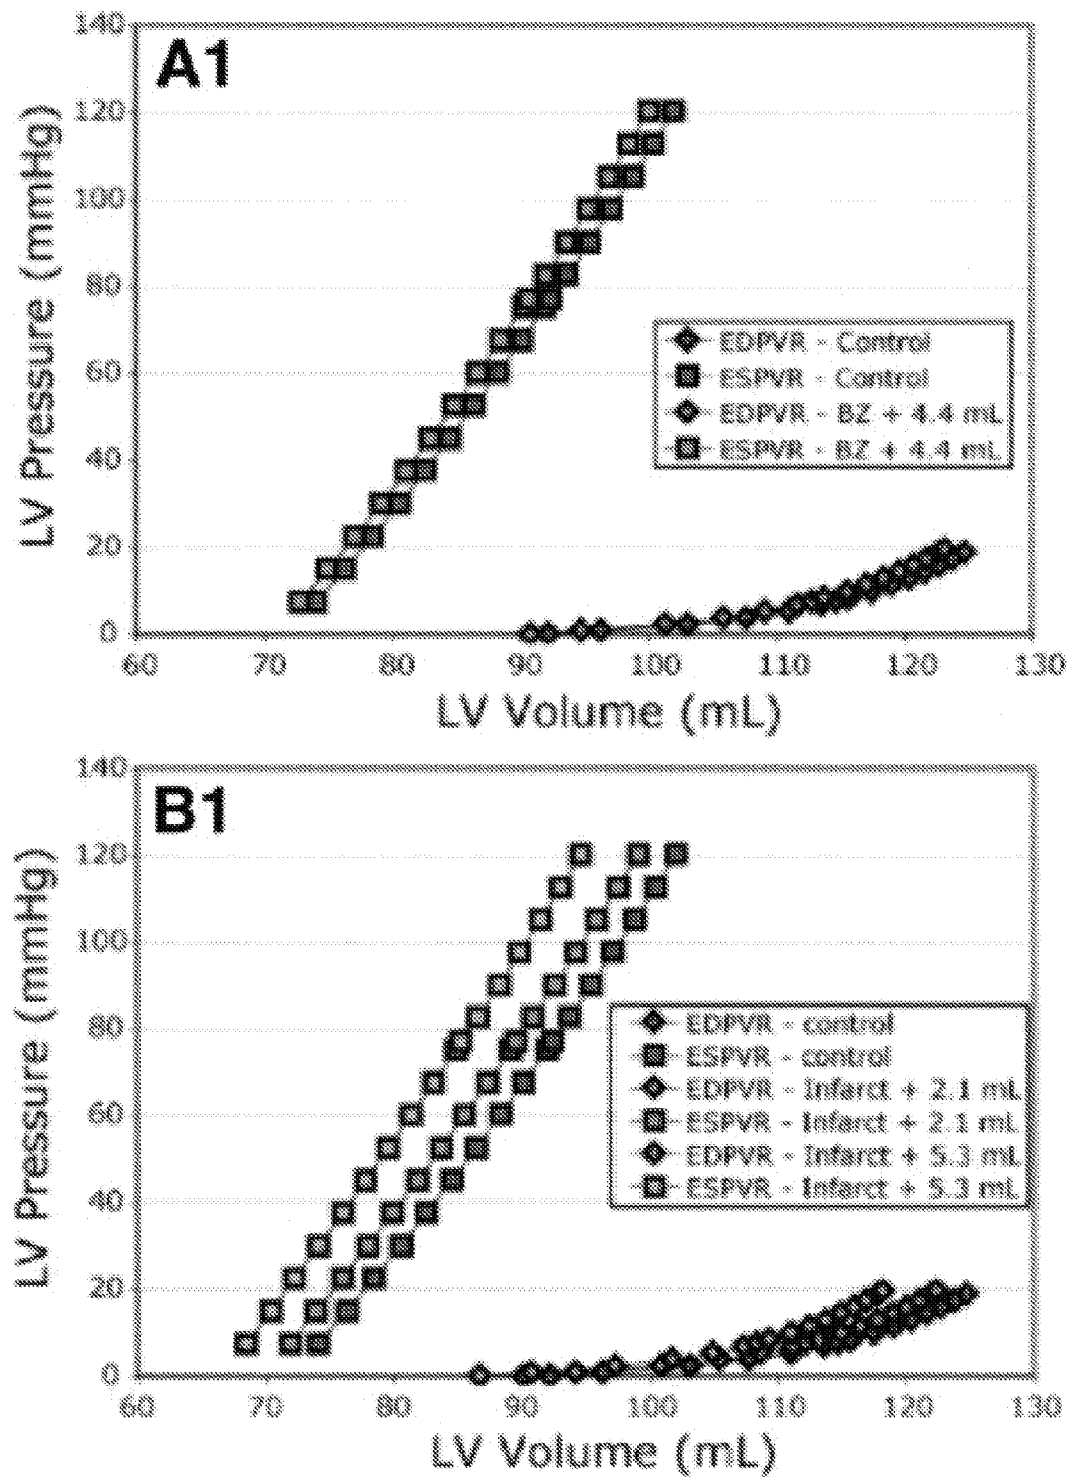 A1
140
120
100
80
60
40
20
0
LV Pressure (mmHg)
EDPVR - Control
ESPVR - Control
EDPVR - BZ + 4.4 mL
ESPVR - BZ + 4.4 mL
60 70 80 90 100 110 120 130
LV Volume (mL)
B1
140
120
100
80
60
40
20
0
LV Pressure (mmHg)
EDPVR - control
ESPVR - control
EDPVR - Infarct + 2.1 mL
ESPVR - Infarct + 2.1 mL
EDPVR - Infarct + 5.3 mL
ESPVR - Infarct + 5.3 mL
60 70 80 90 100 110 120 130
LV Volume (mL)